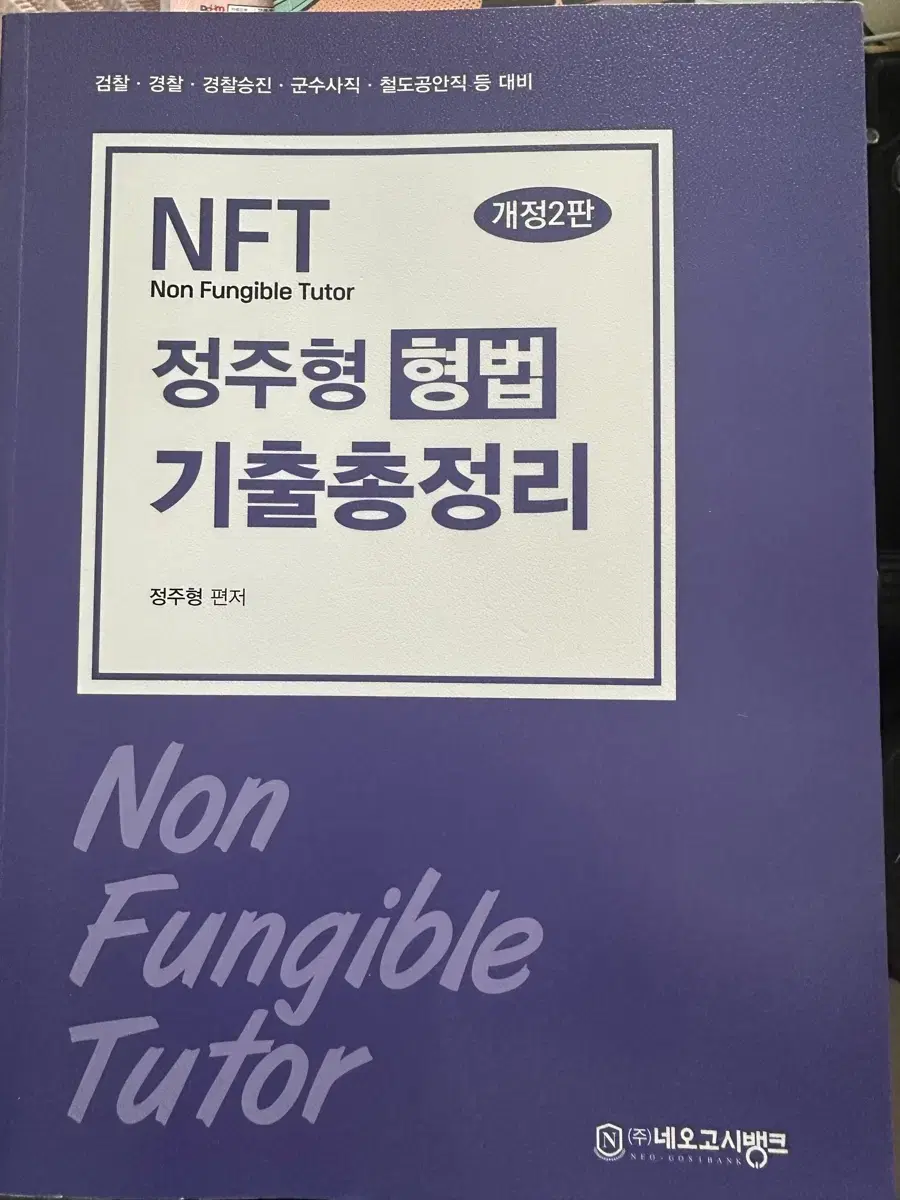 검찰 · 경찰 · 경찰승진 · 군수사직 · 철도공안직 등 대비
NFT
개정2판
Non Fungible Tutor
정주형 형법
기출총정리
정주형 편저
Non
Fungible
Tutor
N
(주)네오고시뱅크
NEO-GOSIBANK